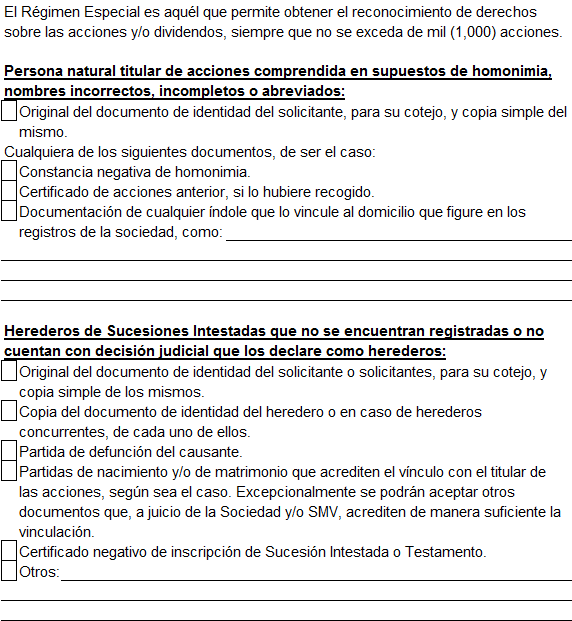 El Régimen Especial es aquél que permite obtener el reconocimiento de derechos
sobre las acciones y/o dividendos, siempre que no se exceda de mil (1,000) acciones.
Persona natural titular de acciones comprendida en supuestos de homonimia,
nombres incorrectos, incompletos o abreviados:
Original del documento de identidad del solicitante, para su cotejo, y copia simple del
mismo.
Cualquiera de los siguientes documentos, de ser el caso:
Constancia negativa de homonimia.
Certificado de acciones anterior, si lo hubiere recogido.
Documentación de cualquier índole que lo vincule al domicilio que figure en los
registros de la sociedad, como:
Herederos de Sucesiones Intestadas que no se encuentran registradas o no
cuentan con decisión judicial que los declare como herederos:
Original del documento de identidad del solicitante o solicitantes, para su cotejo, y
copia simple de los mismos.
Copia del documento de identidad del heredero o en caso de herederos
concurrentes, de cada uno de ellos.
Partida de defunción del causante.
Partidas de nacimiento y/o de matrimonio que acrediten el vínculo con el titular de
las acciones, según sea el caso. Excepcionalmente se podrán aceptar otros
documentos que, a juicio de la Sociedad y/o SMV, acrediten de manera suficiente la
vinculación.
Certificado negativo de inscripción de Sucesión Intestada o Testamento.
Otros: